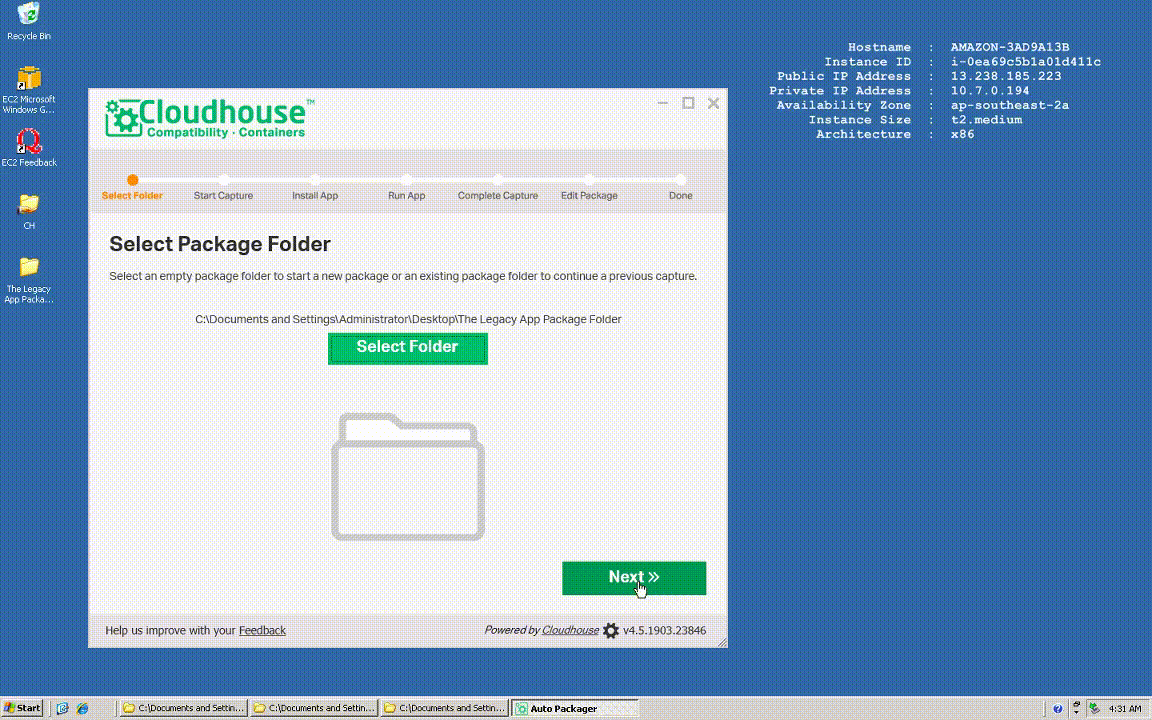 Recycle Bin
EC2 Microsoft
Windows G...
EC2 Feedback
CH
The Legacy
App Packa...
Hostname : AMAZON-3AD9A13B
Instance ID : i-0ea69c5b1a01d411c
Public IP Address : 13.238.185.223
Private IP Address : 10.7.0.194
Availability Zone : ap-southeast-2a
Instance Size : t2.medium
Architecture : x86
Cloudhouse™
Compatibility · Containers
Select Folder Start Capture Install App Run App Complete Capture Edit Package Done
Select Package Folder
Select an empty package folder to start a new package or an existing package folder to continue a previous capture.
C:\Documents and Settings\Administrator\Desktop\The Legacy App Package Folder
Select Folder
Next »
Help us improve with your Feedback Powered by Cloudhouse v4.5.1903.23846
Start C:\Documents and Settin... C:\Documents and Settin... C:\Documents and Settin... Auto Packager 4:31 AM